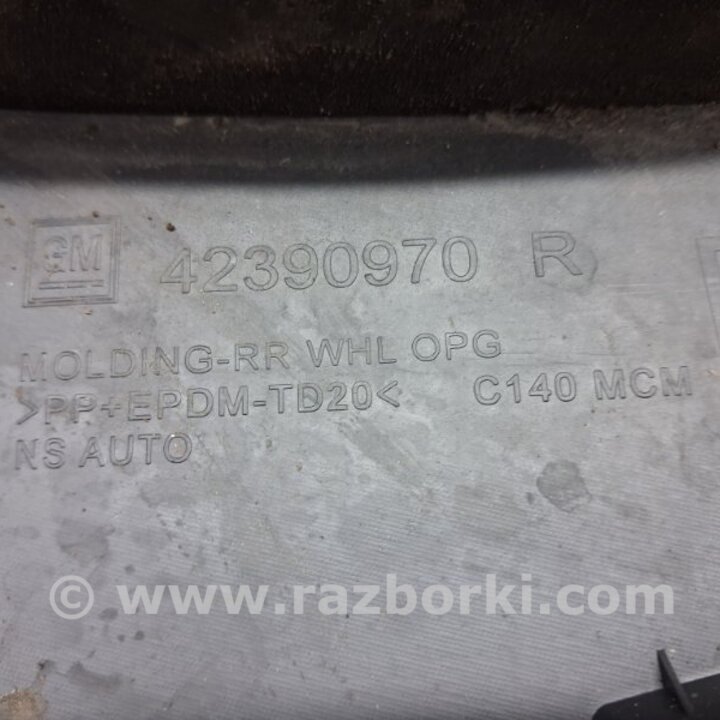 GM 42390970 R
MOLDING-RR WHL OPG
>PP+EPDM-TD20< C140 MCM
NS AUTO
© www.razborki.com